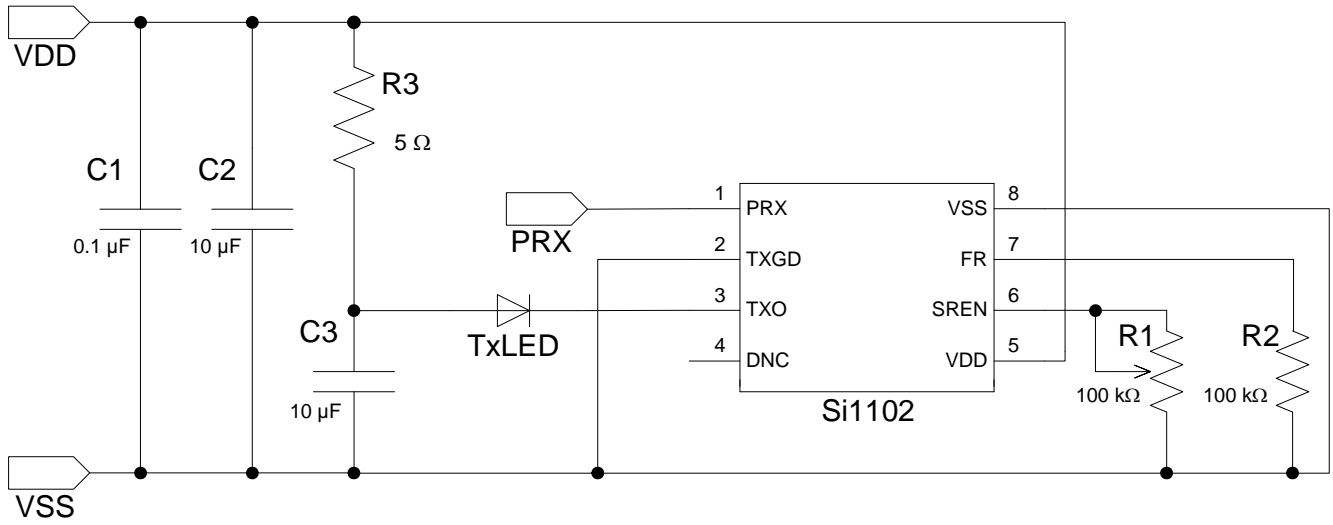 VDD
R3
5 Ω
C1
0.1 µF
C2
10 µF
PRX
C3
10 µF
TxLED
1
PRX
2
TXGD
3
TXO
4
DNC
8
VSS
7
FR
6
SREN
5
VDD
Si1102
R1
100 kΩ
R2
100 kΩ
VSS